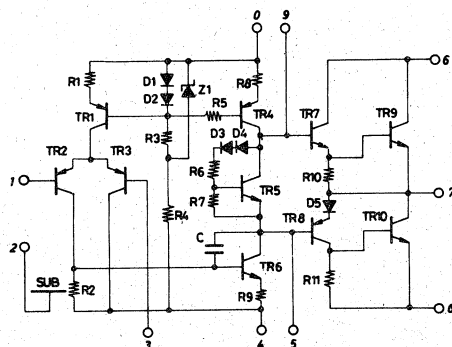 0 9
R1 D1 Z1 R8 6
D2 R5 TR4 TR7 TR9
TR1 R3 D3 D4
TR2 TR3 R6 R10
1 TR5 D5 7
R7 TR8 TR10
2 R4 C
SUB R2 TR6 R11
R9 8
3 4 5